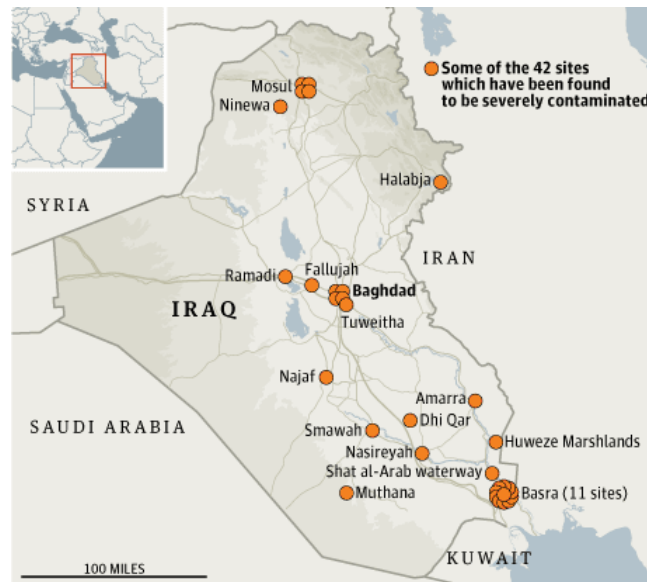 Some of the 42 sites
which have been found
to be severely contaminated
Mosul
Ninewa
Halabja
SYRIA
IRAN
Ramadi
Fallujah
Baghdad
IRAQ
Tuweitha
Najaf
Amarra
SAUDI ARABIA
Dhi Qar
Smawah
Huweze Marshlands
Nasireyah
Shat al-Arab waterway
Muthana
Basra (11 sites)
KUWAIT
100 MILES